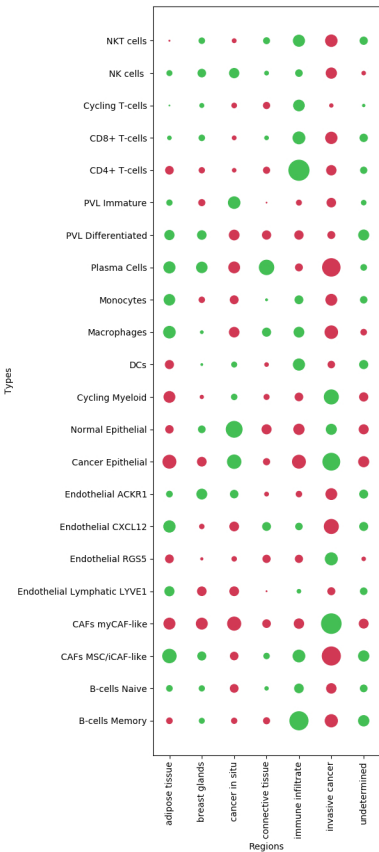 NKT cells
NK cells
Cycling T-cells
CD8+ T-cells
CD4+ T-cells
PVL Immature
PVL Differentiated
Plasma Cells
Monocytes
Macrophages
DCs
Cycling Myeloid
Normal Epithelial
Cancer Epithelial
Endothelial ACKR1
Endothelial CXCL12
Endothelial RGS5
Endothelial Lymphatic LYVE1
CAFs myCAF-like
CAFs MSC/iCAF-like
B-cells Naive
B-cells Memory
Types
adipose tissue
breast glands
cancer in situ
connective tissue
immune infiltrate
invasive cancer
undetermined
Regions